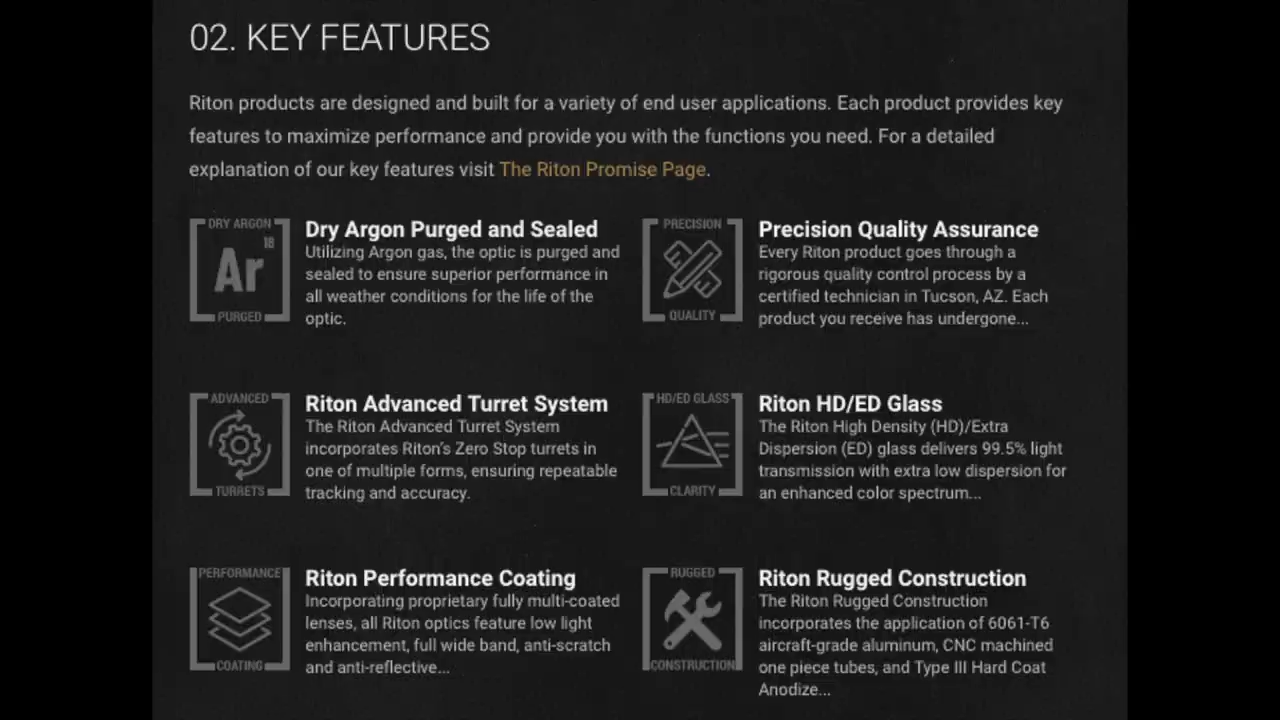 02. KEY FEATURES
Riton products are designed and built for a variety of end user applications. Each product provides key
features to maximize performance and provide you with the functions you need. For a detailed
explanation of our key features visit The Riton Promise Page.
DRY ARGON
18
Ar
PURGED
Dry Argon Purged and Sealed
Utilizing Argon gas, the optic is purged and
sealed to ensure superior performance in
all weather conditions for the life of the
optic.
PRECISION
QUALITY
Precision Quality Assurance
Every Riton product goes through a
rigorous quality control process by a
certified technician in Tucson, AZ. Each
product you receive has undergone...
ADVANCED
TURRETS
Riton Advanced Turret System
The Riton Advanced Turret System
incorporates Riton's Zero Stop turrets in
one of multiple forms, ensuring repeatable
tracking and accuracy.
HD/ED GLASS
CLARITY
Riton HD/ED Glass
The Riton High Density (HD)/Extra
Dispersion (ED) glass delivers 99.5% light
transmission with extra low dispersion for
an enhanced color spectrum...
PERFORMANCE
COATING
Riton Performance Coating
Incorporating proprietary fully multi-coated
lenses, all Riton optics feature low light
enhancement, full wide band, anti-scratch
and anti-reflective...
RUGGED
CONSTRUCTION
Riton Rugged Construction
The Riton Rugged Construction
incorporates the application of 6061-T6
aircraft-grade aluminum, CNC machined
one piece tubes, and Type III Hard Coat
Anodize...